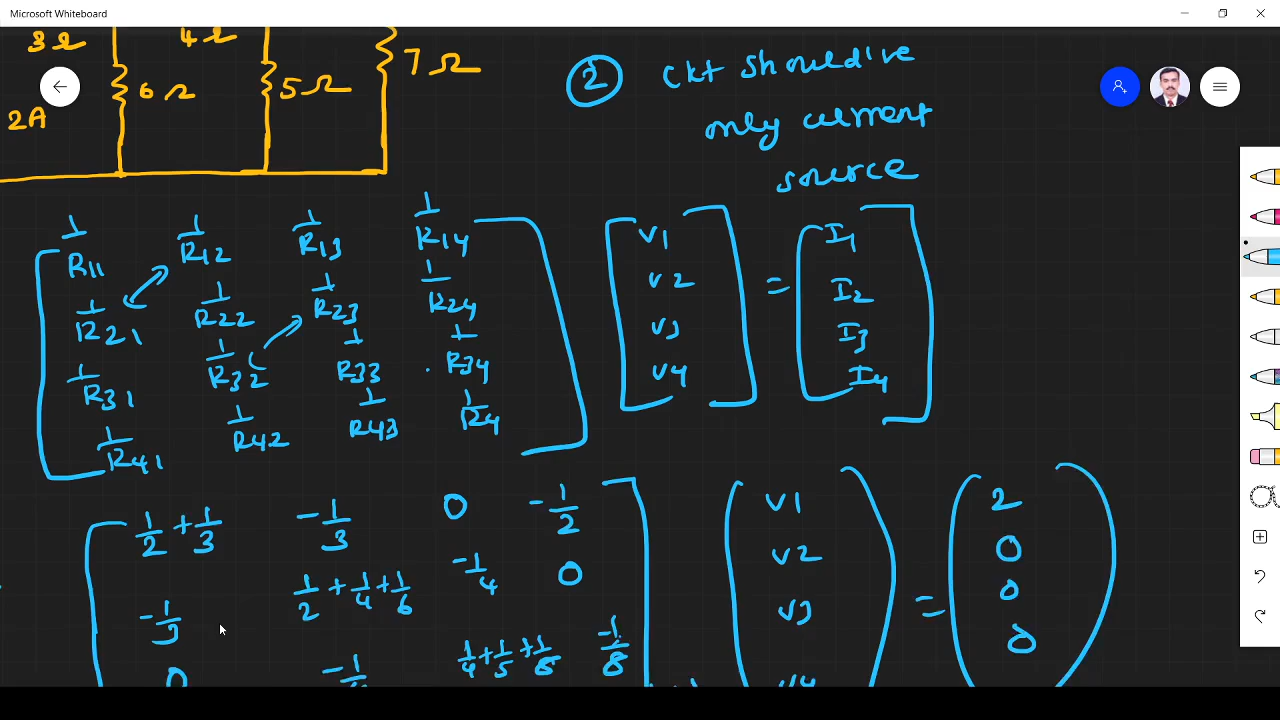 Microsoft Whiteboard
3Ω 4Ω
6Ω 5Ω 7Ω
2A
2 ckt should ive
only current
source
1/R11 1/R12 1/R13 1/R14 V1 = I1
1/R21 1/R22 1/R23 1/R24 V2 I2
1/R31 1/R32 1/R33 1/R34 V3 I3
1/R41 1/R42 1/R43 1/R4 V4 I4
1/2 + 1/3 -1/3 0 -1/2 V1 2
-1/3 1/2 + 1/4 + 1/6 -1/4 0 V2 = 0
0 1/4 + 1/5 + 1/8 -1/8 V3 0
V4 0